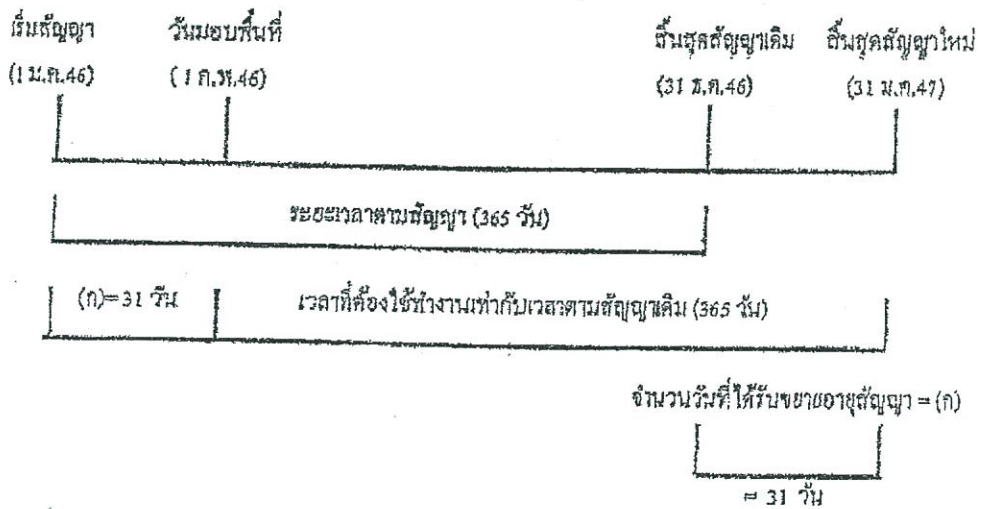 เริ่มสัญญา วันมอบพื้นที่ สิ้นสุดสัญญาเดิม สิ้นสุดสัญญาใหม่
(1 ม.ค.46) (1 ก.พ.46) (31 ธ.ค.46) (31 ม.ค.47)
ระยะเวลาตามสัญญา (365 วัน)
(ก)=31 วัน เวลาที่ต้องใช้ทำงานเท่ากับเวลาตามสัญญาเดิม (365 วัน)
จำนวนวันที่ได้รับขยายอายุสัญญา = (ก)
= 31 วัน